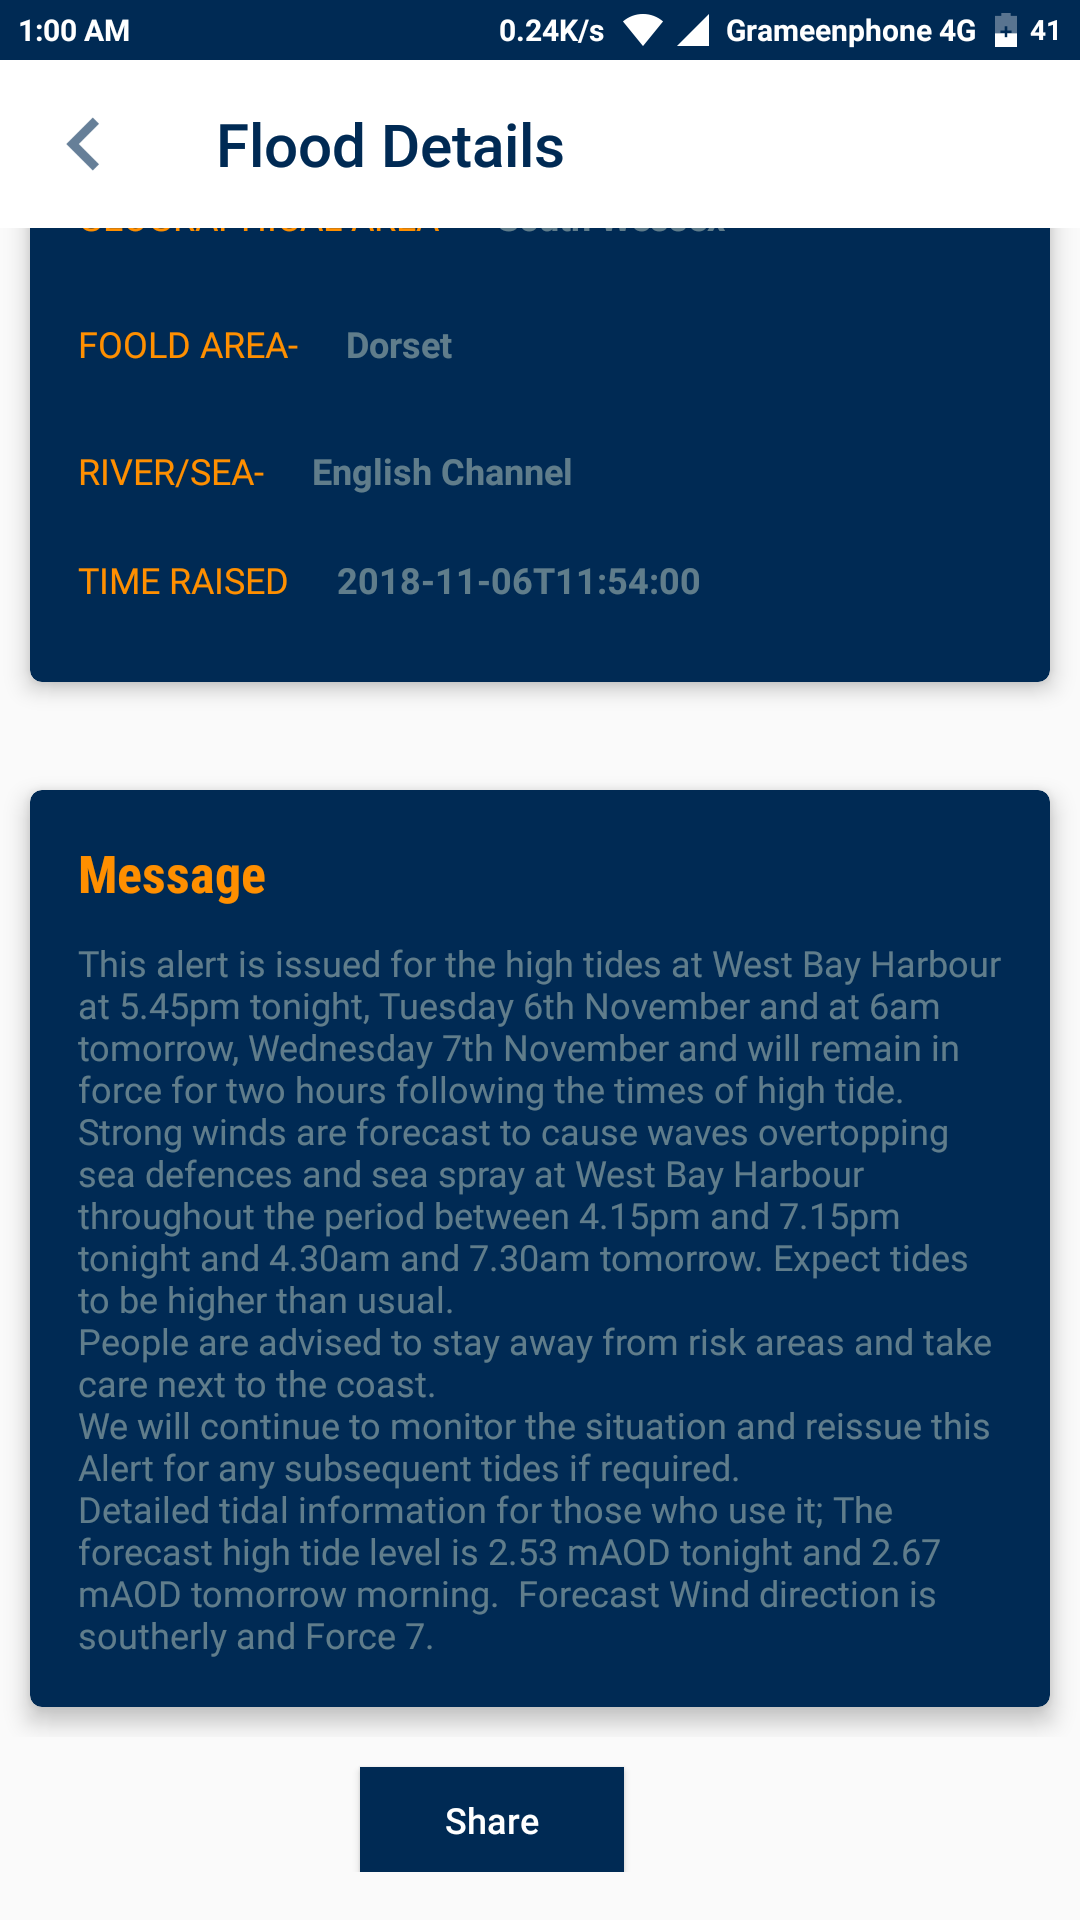 1:00 AM 0.24K/s Grameenphone 4G 41
Flood Details
GEOGRAPHICAL AREA South Wessex
FOOLD AREA- Dorset
RIVER/SEA- English Channel
TIME RAISED 2018-11-06T11:54:00
Message
This alert is issued for the high tides at West Bay Harbour
at 5.45pm tonight, Tuesday 6th November and at 6am
tomorrow, Wednesday 7th November and will remain in
force for two hours following the times of high tide.
Strong winds are forecast to cause waves overtopping
sea defences and sea spray at West Bay Harbour
throughout the period between 4.15pm and 7.15pm
tonight and 4.30am and 7.30am tomorrow. Expect tides
to be higher than usual.
People are advised to stay away from risk areas and take
care next to the coast.
We will continue to monitor the situation and reissue this
Alert for any subsequent tides if required.
Detailed tidal information for those who use it; The
forecast high tide level is 2.53 mAOD tonight and 2.67
mAOD tomorrow morning.  Forecast Wind direction is
southerly and Force 7.
Share